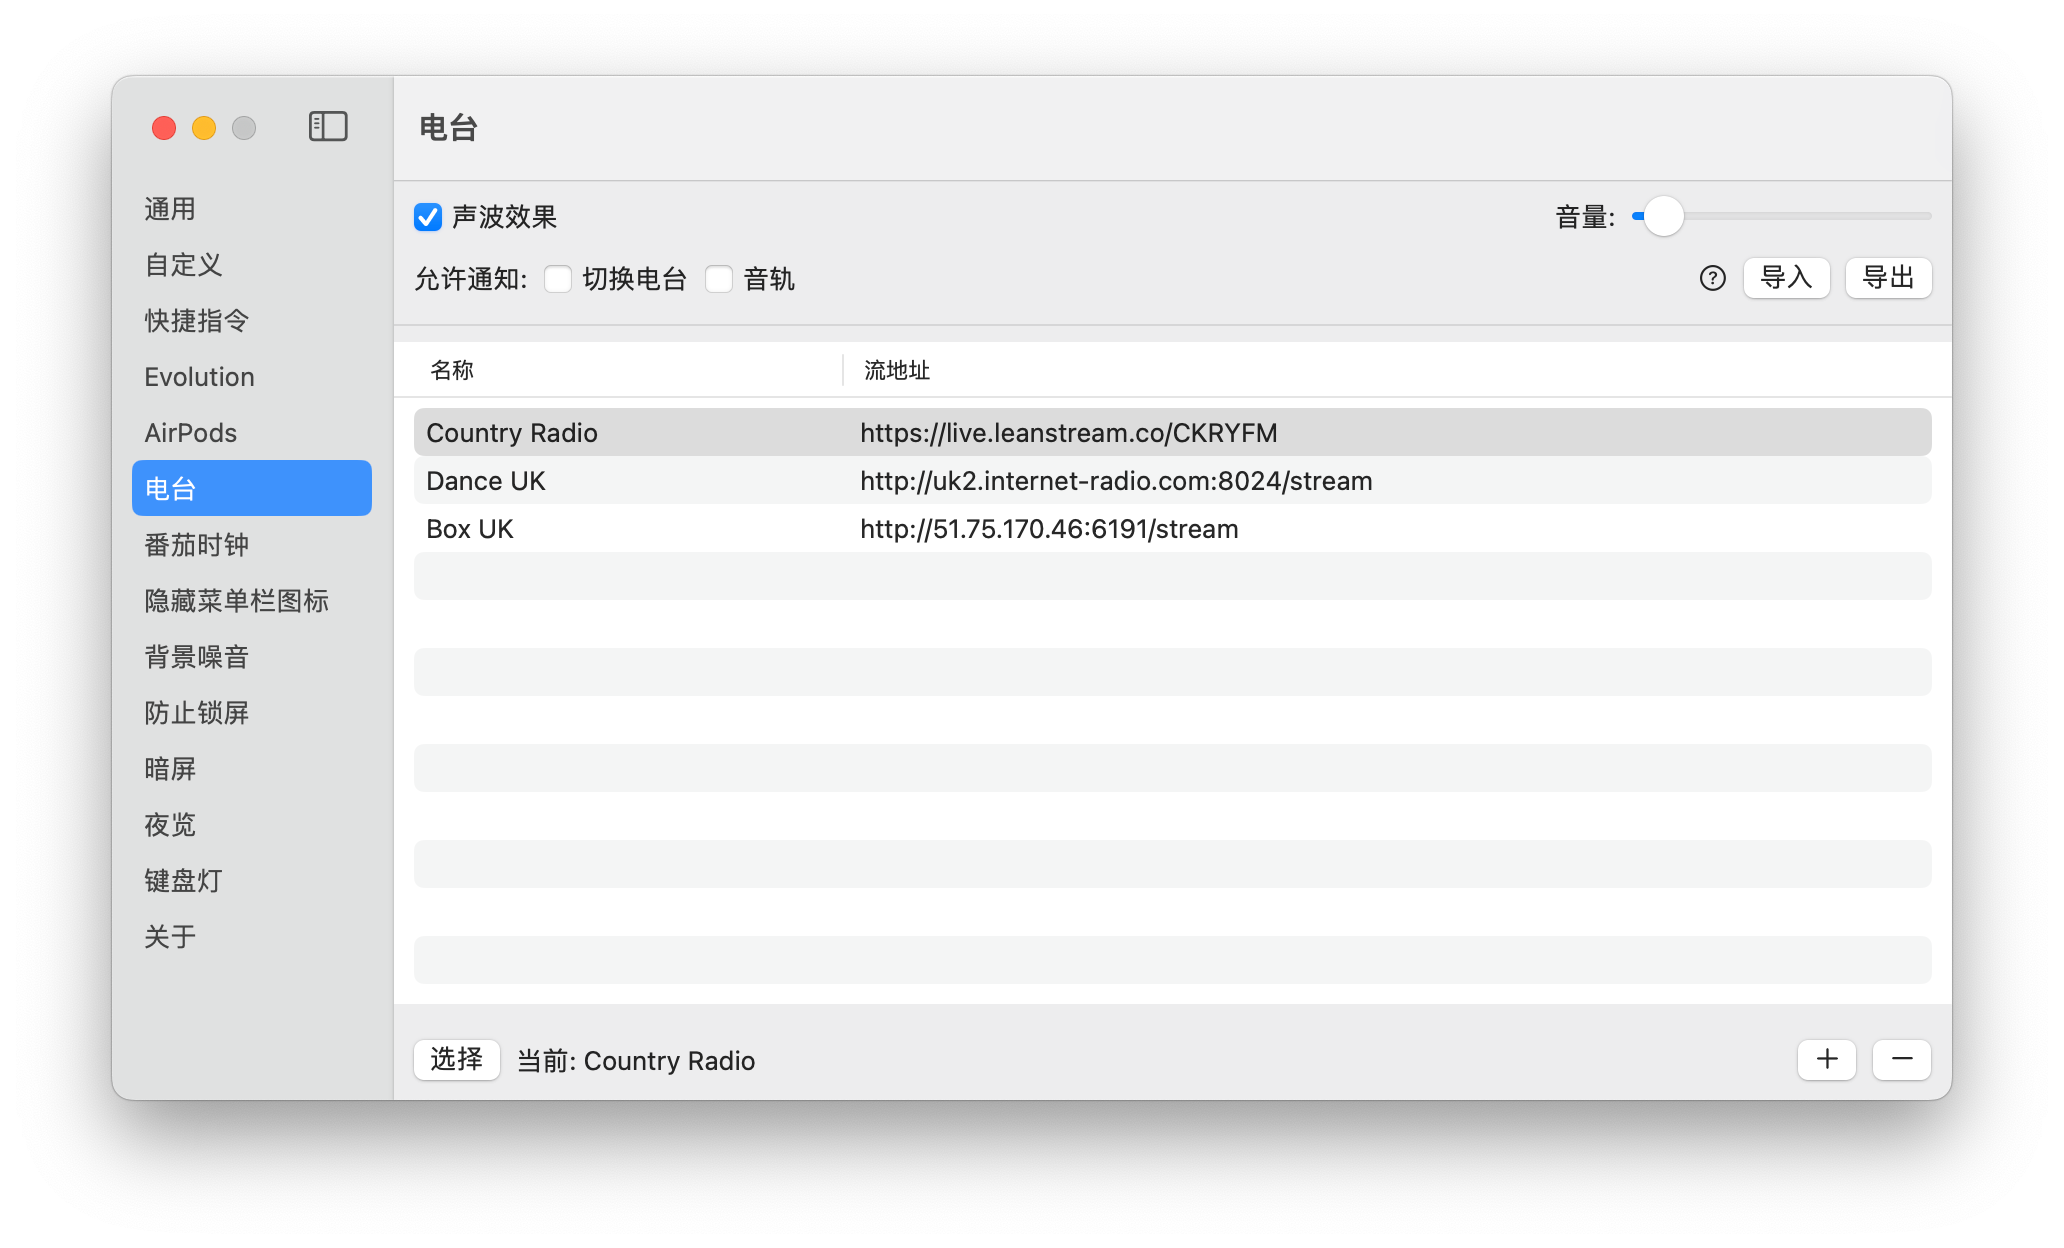 电台
通用
自定义
快捷指令
Evolution
AirPods
电台
番茄时钟
隐藏菜单栏图标
背景噪音
防止锁屏
暗屏
夜览
键盘灯
关于
声波效果 音量:
允许通知: 切换电台 音轨 ? 导入 导出
名称 流地址
Country Radio https://live.leanstream.co/CKRYFM
Dance UK http://uk2.internet-radio.com:8024/stream
Box UK http://51.75.170.46:6191/stream
选择 当前: Country Radio + −